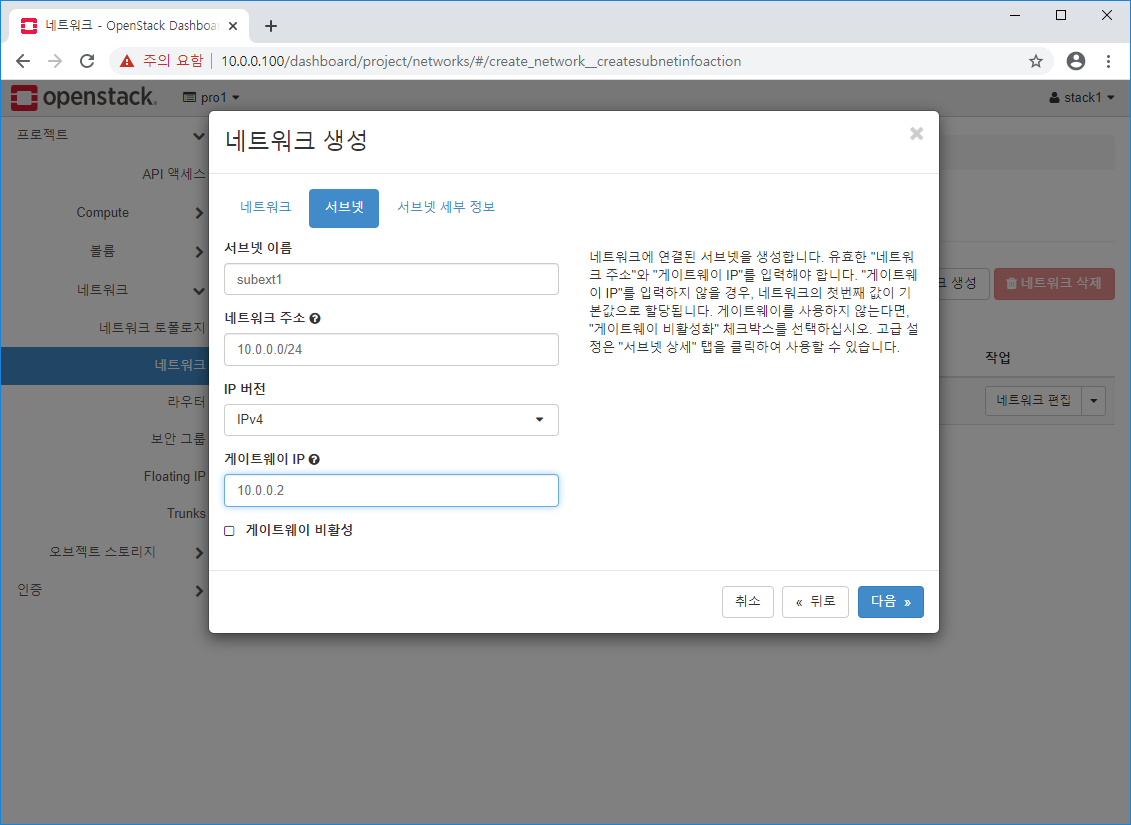 네트워크 - OpenStack Dashboar
주의 요함 10.0.0.100/dashboard/project/networks/#/create_network__createsubnetinfoaction
openstack. pro1 stack1
프로젝트
API 액세스
Compute
볼륨
네트워크
네트워크 토폴로지
네트워크
라우터
보안 그룹
Floating IP
Trunks
오브젝트 스토리지
인증
네트워크 생성
네트워크 서브넷 서브넷 세부 정보
서브넷 이름
subext1
네트워크 주소
10.0.0.0/24
IP 버전
IPv4
게이트웨이 IP
10.0.0.2
게이트웨이 비활성
네트워크에 연결된 서브넷을 생성합니다. 유효한 "네트워
크 주소"와 "게이트웨이 IP"를 입력해야 합니다. "게이트웨
이 IP"를 입력하지 않을 경우, 네트워크의 첫번째 값이 기
본값으로 할당됩니다. 게이트웨이를 사용하지 않는다면,
"게이트웨이 비활성화" 체크박스를 선택하십시오. 고급 설
정은 "서브넷 상세" 탭을 클릭하여 사용할 수 있습니다.
취소 « 뒤로 다음 »
크 생성 네트워크 삭제
작업
네트워크 편집